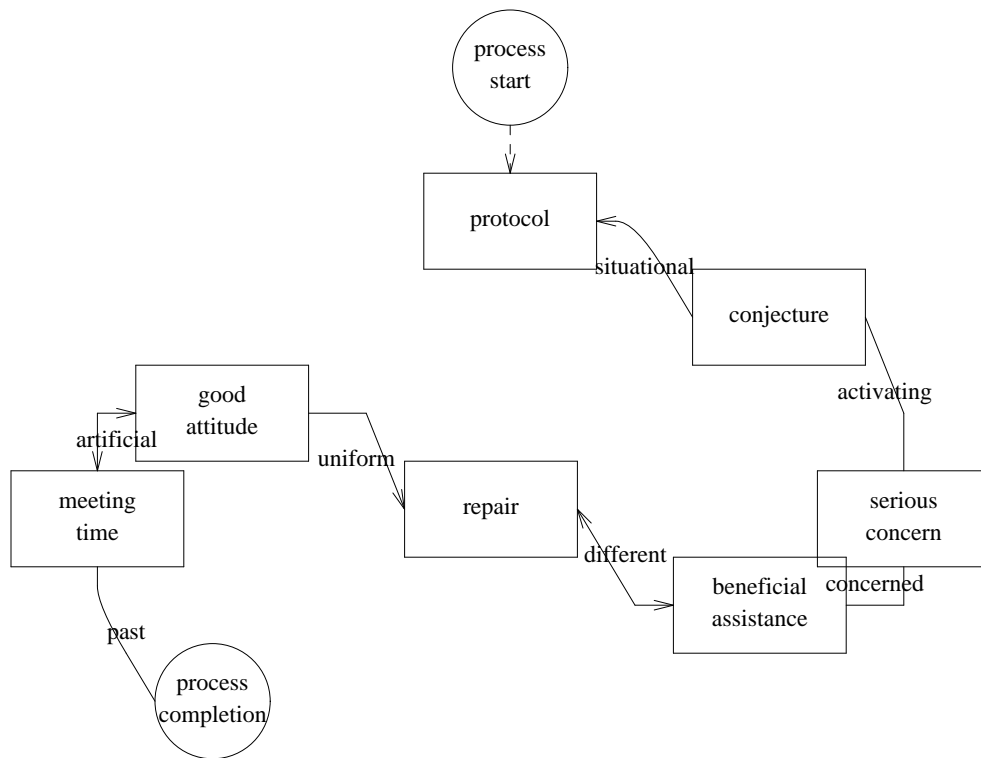 process
start
protocol
situational
conjecture
activating
good
attitude
artificial
uniform
meeting
time
repair
serious
concern
different
beneficial
assistance
concerned
past
process
completion